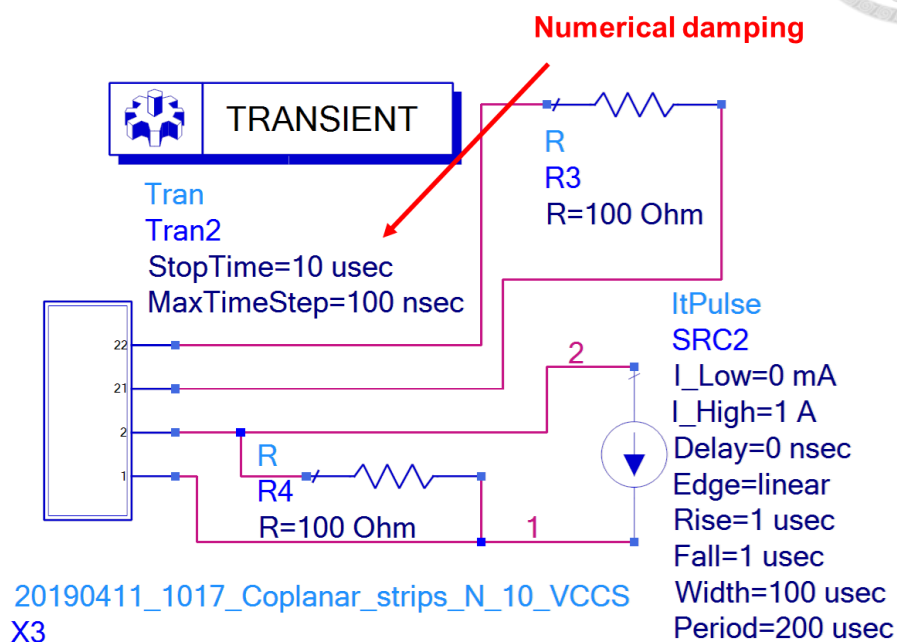 Numerical damping
TRANSIENT
R
R3
R=100 Ohm
Tran
Tran2
StopTime=10 usec
MaxTimeStep=100 nsec
22
21
2
1
2
R
R4
R=100 Ohm
1
ItPulse
SRC2
I_Low=0 mA
I_High=1 A
Delay=0 nsec
Edge=linear
Rise=1 usec
Fall=1 usec
Width=100 usec
Period=200 usec
20190411_1017_Coplanar_strips_N_10_VCCS
X3